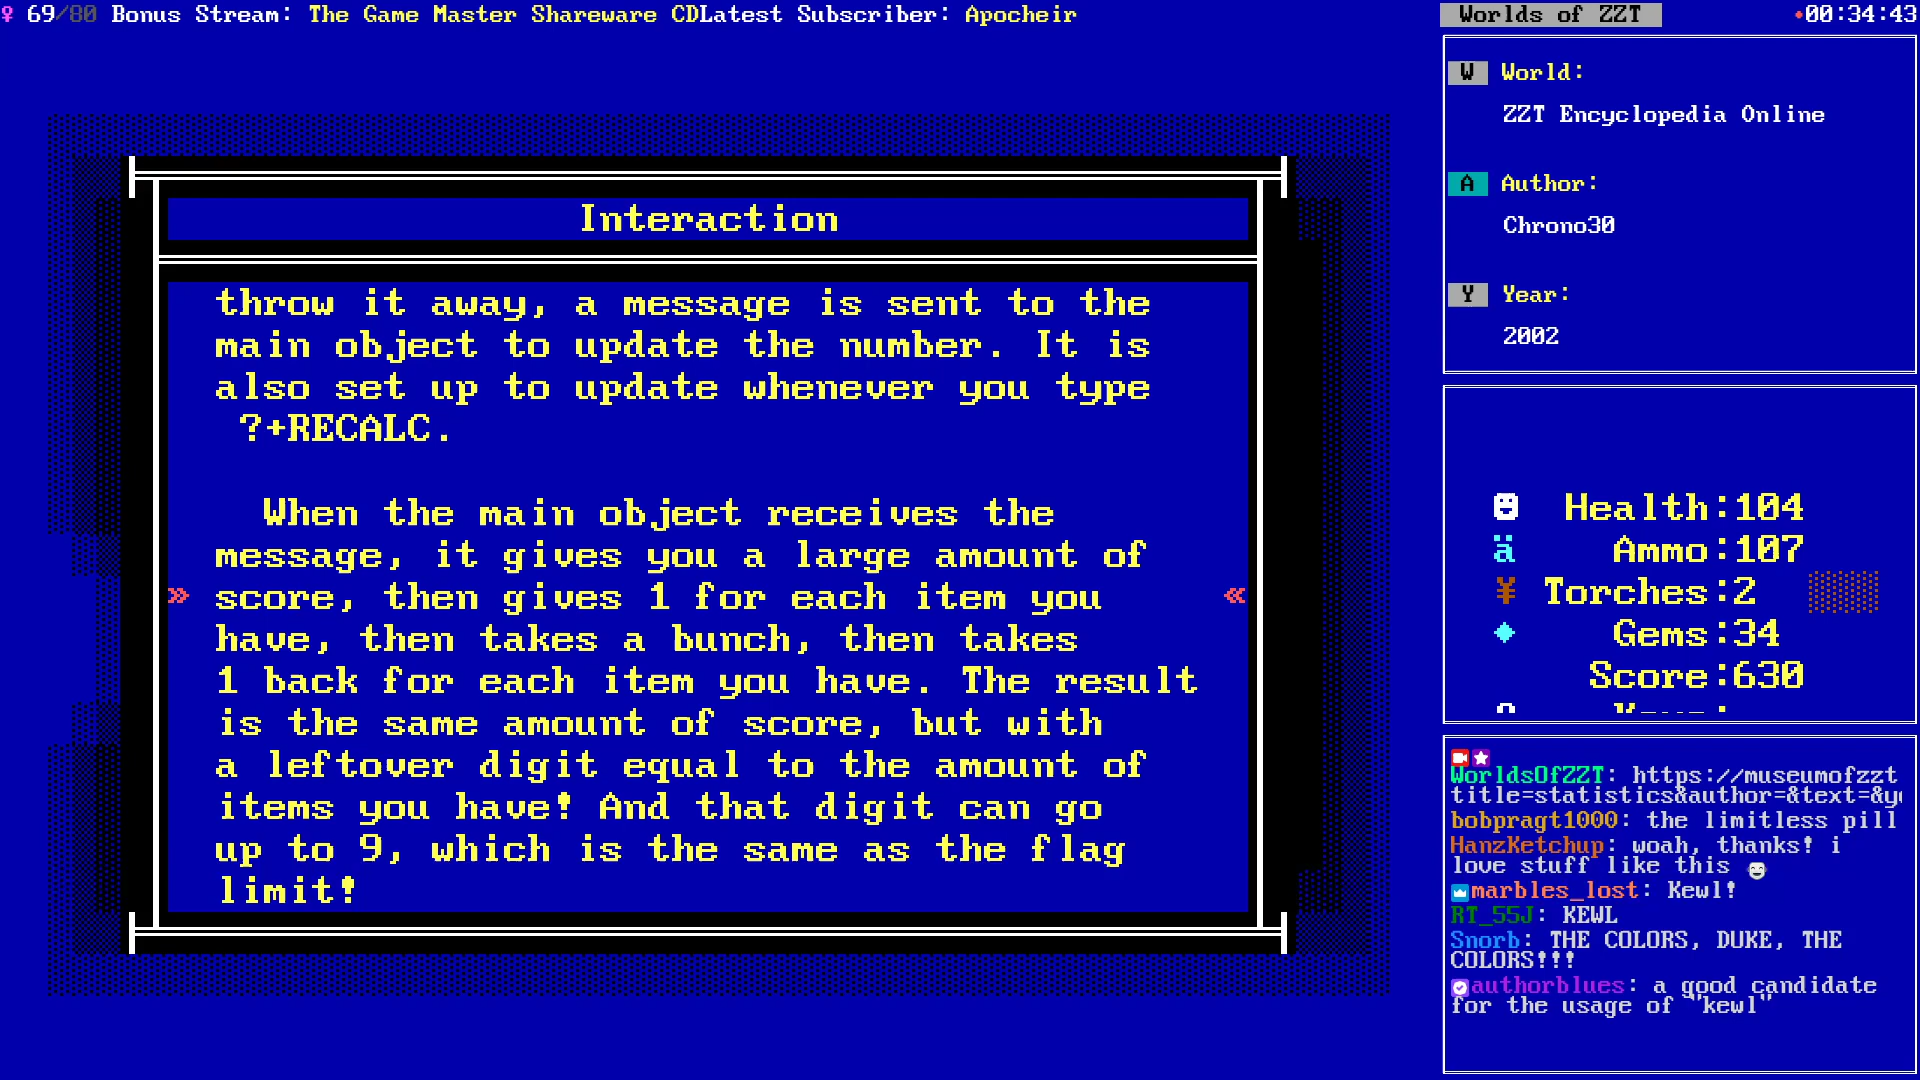 ♀ 69/80 Bonus Stream: The Game Master Shareware CDLatest Subscriber: Apocheir
Worlds of ZZT
•00:34:43
Interaction
throw it away, a message is sent to the
main object to update the number. It is
also set up to update whenever you type
?+RECALC.
When the main object receives the
message, it gives you a large amount of
» score, then gives 1 for each item you «
have, then takes a bunch, then takes
1 back for each item you have. The result
is the same amount of score, but with
a leftover digit equal to the amount of
items you have! And that digit can go
up to 9, which is the same as the flag
limit!
W World:
ZZT Encyclopedia Online
A Author:
Chrono30
Y Year:
2002
Health:104
ä Ammo:107
¥ Torches:2
♦ Gems:34
Score:630
WorldsOfZZT: https://museumofzzt
title=statistics&author=&text=&y
bobpragt1000: the limitless pill
HanzKetchup: woah, thanks! i
love stuff like this
marbles_lost: Kewl!
RT_55J: KEWL
Snorb: THE COLORS, DUKE, THE
COLORS!!!
authorblues: a good candidate
for the usage of "kewl"